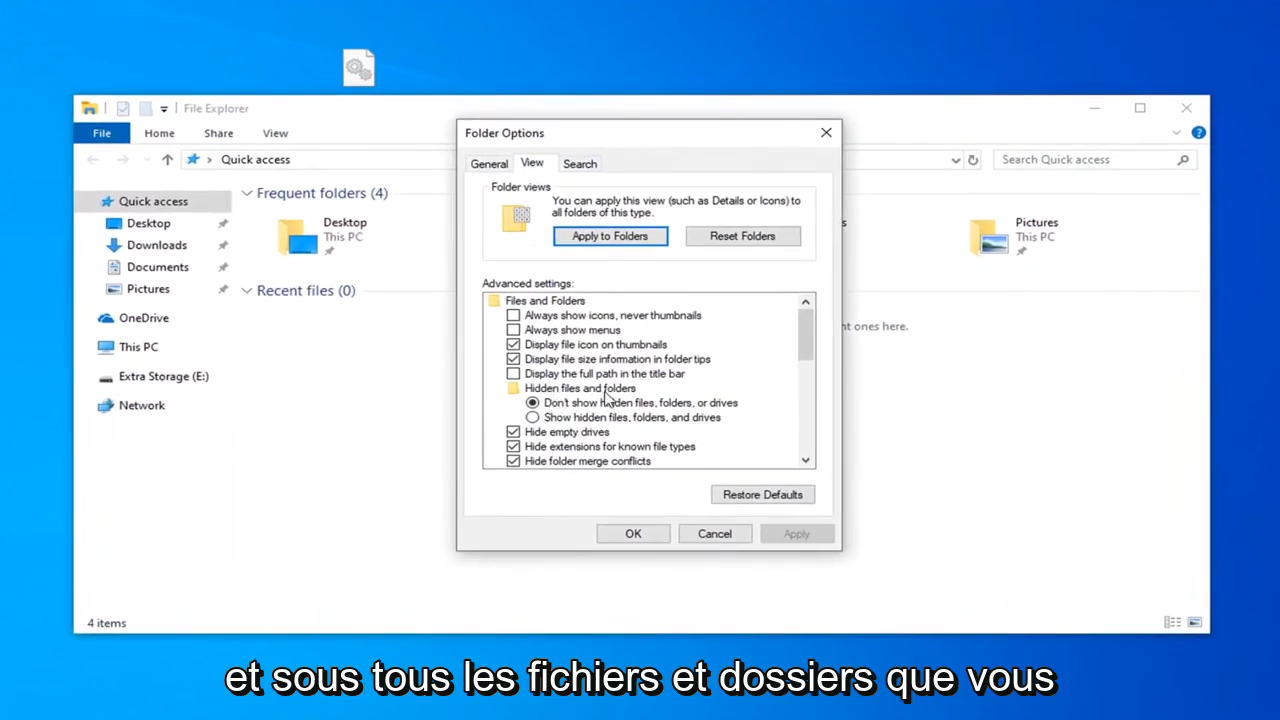 File Explorer
File Home Share View
Quick access
Search Quick access
Quick access
Desktop
Downloads
Documents
Pictures
OneDrive
This PC
Extra Storage (E:)
Network
Frequent folders (4)
Desktop
This PC
Pictures
This PC
Recent files (0)
nt ones here.
4 items
Folder Options
General View Search
Folder views
You can apply this view (such as Details or Icons) to
all folders of this type.
Apply to Folders Reset Folders
Advanced settings:
Files and Folders
Always show icons, never thumbnails
Always show menus
Display file icon on thumbnails
Display file size information in folder tips
Display the full path in the title bar
Hidden files and folders
Don't show hidden files, folders, or drives
Show hidden files, folders, and drives
Hide empty drives
Hide extensions for known file types
Hide folder merge conflicts
Restore Defaults
OK Cancel Apply
et sous tous les fichiers et dossiers que vous